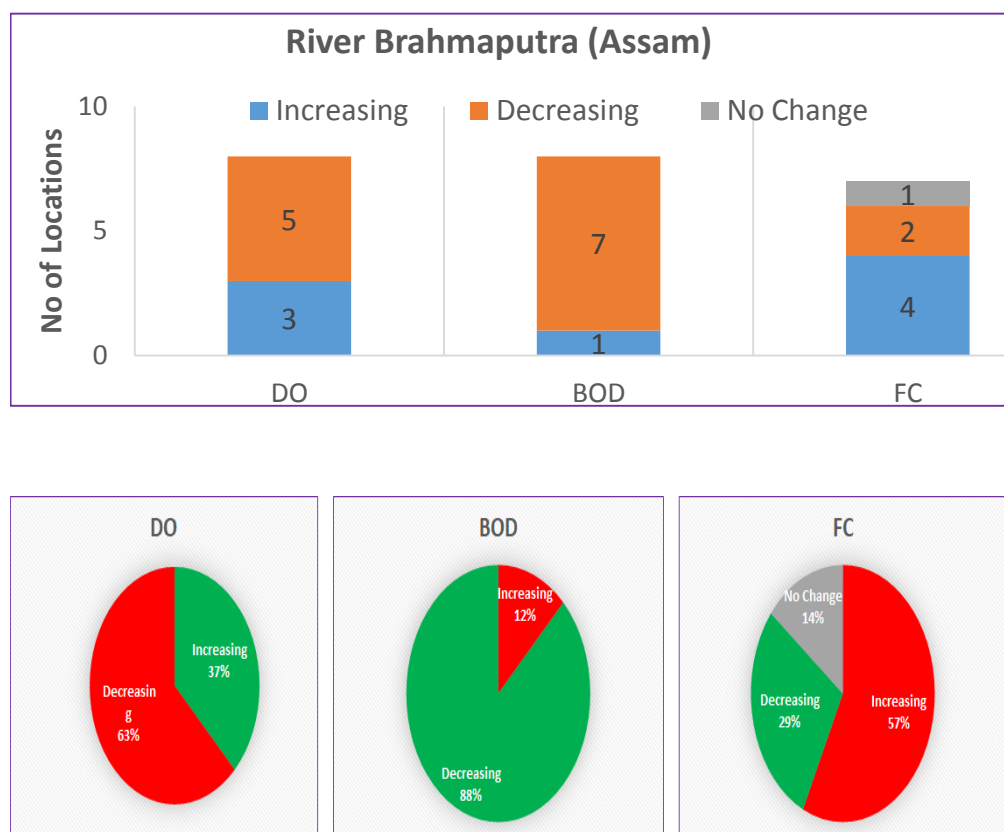 River Brahmaputra (Assam)
No of Locations
10
5
0
Increasing Decreasing No Change
5
3
7
1
1
2
4
DO BOD FC
DO
Increasing
37%
Decreasin
g
63%
BOD
Increasing
12%
Decreasing
88%
FC
No Change
14%
Decreasing
29%
Increasing
57%